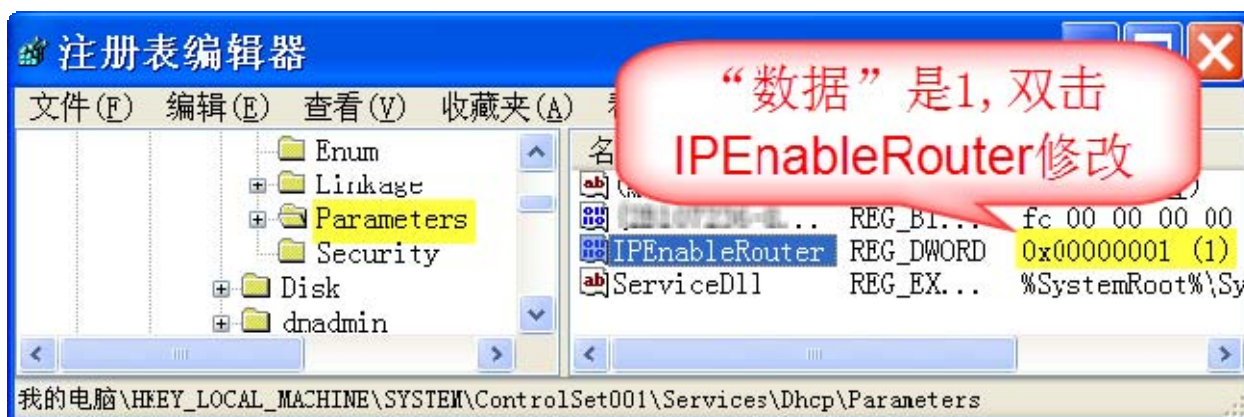 注册表编辑器
“数据”是1,双击
IPEnableRouter修改
文件(F) 编辑(E) 查看(V) 收藏夹(A)
Enum
Linkage
Parameters
Security
Disk
dmadmin
REG_BI... fc 00 00 00 00
IPEnableRouter REG_DWORD 0x00000001 (1)
ServiceDll REG_EX... %SystemRoot%\Sy
我的电脑\HKEY_LOCAL_MACHINE\SYSTEM\ControlSet001\Services\Dhcp\Parameters